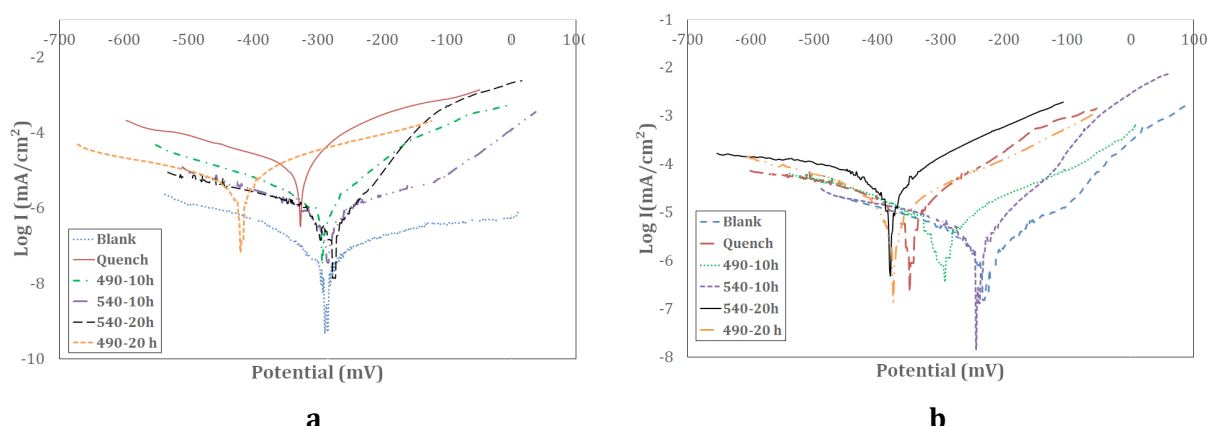 -700 -600 -500 -400 -300 -200 -100 0 100
-2
-4
-6
-8
-10
Log I (mA/cm²)
Potential (mV)
Blank
Quench
490-10h
540-10h
540-20h
490-20 h
a
-1
-700 -600 -500 -400 -300 -200 -100 0 100
-2
-3
-4
-5
-6
-7
-8
Log I(mA/cm²)
Potential (mV)
Blank
Quench
490-10h
540-10h
540-20h
490-20 h
b